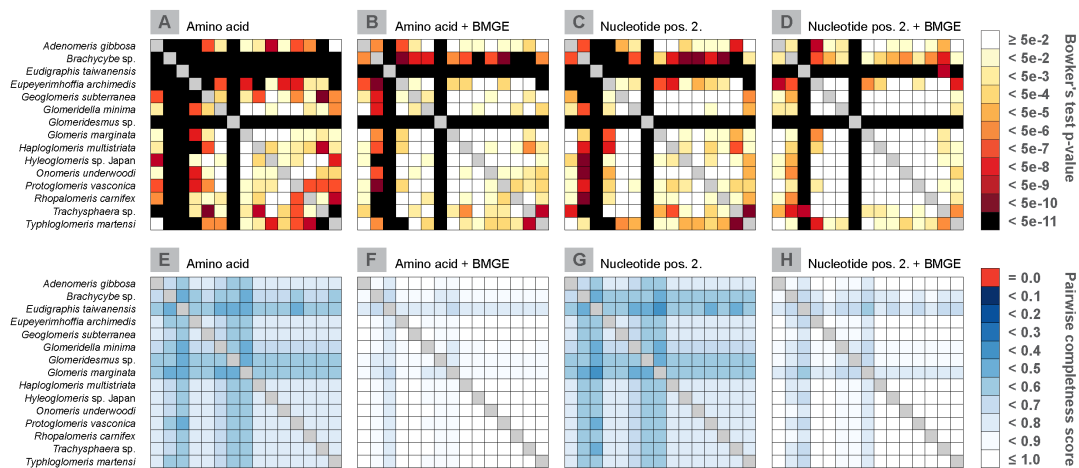 A Amino acid
B Amino acid + BMGE
C Nucleotide pos. 2.
D Nucleotide pos. 2. + BMGE
Adenomeris gibbosa
Brachycybe sp.
Eudigraphis taiwanensis
Eupeyerimhoffia archimedis
Geoglomeris subterranea
Glomeridella minima
Glomeridesmus sp.
Glomeris marginata
Haploglomeris multistriata
Hyleoglomeris sp. Japan
Onomeris underwoodi
Protoglomeris vasconica
Rhopalomeris carnifex
Trachysphaera sp.
Typhloglomeris martensi
≥ 5e-2
< 5e-2
< 5e-3
< 5e-4
< 5e-5
< 5e-6
< 5e-7
< 5e-8
< 5e-9
< 5e-10
< 5e-11
Bowker's test p-value
E Amino acid
F Amino acid + BMGE
G Nucleotide pos. 2.
H Nucleotide pos. 2. + BMGE
Adenomeris gibbosa
Brachycybe sp.
Eudigraphis taiwanensis
Eupeyerimhoffia archimedis
Geoglomeris subterranea
Glomeridella minima
Glomeridesmus sp.
Glomeris marginata
Haploglomeris multistriata
Hyleoglomeris sp. Japan
Onomeris underwoodi
Protoglomeris vasconica
Rhopalomeris carnifex
Trachysphaera sp.
Typhloglomeris martensi
= 0.0
< 0.1
< 0.2
< 0.3
< 0.4
< 0.5
< 0.6
< 0.7
< 0.8
< 0.9
≤ 1.0
Pairwise completness score